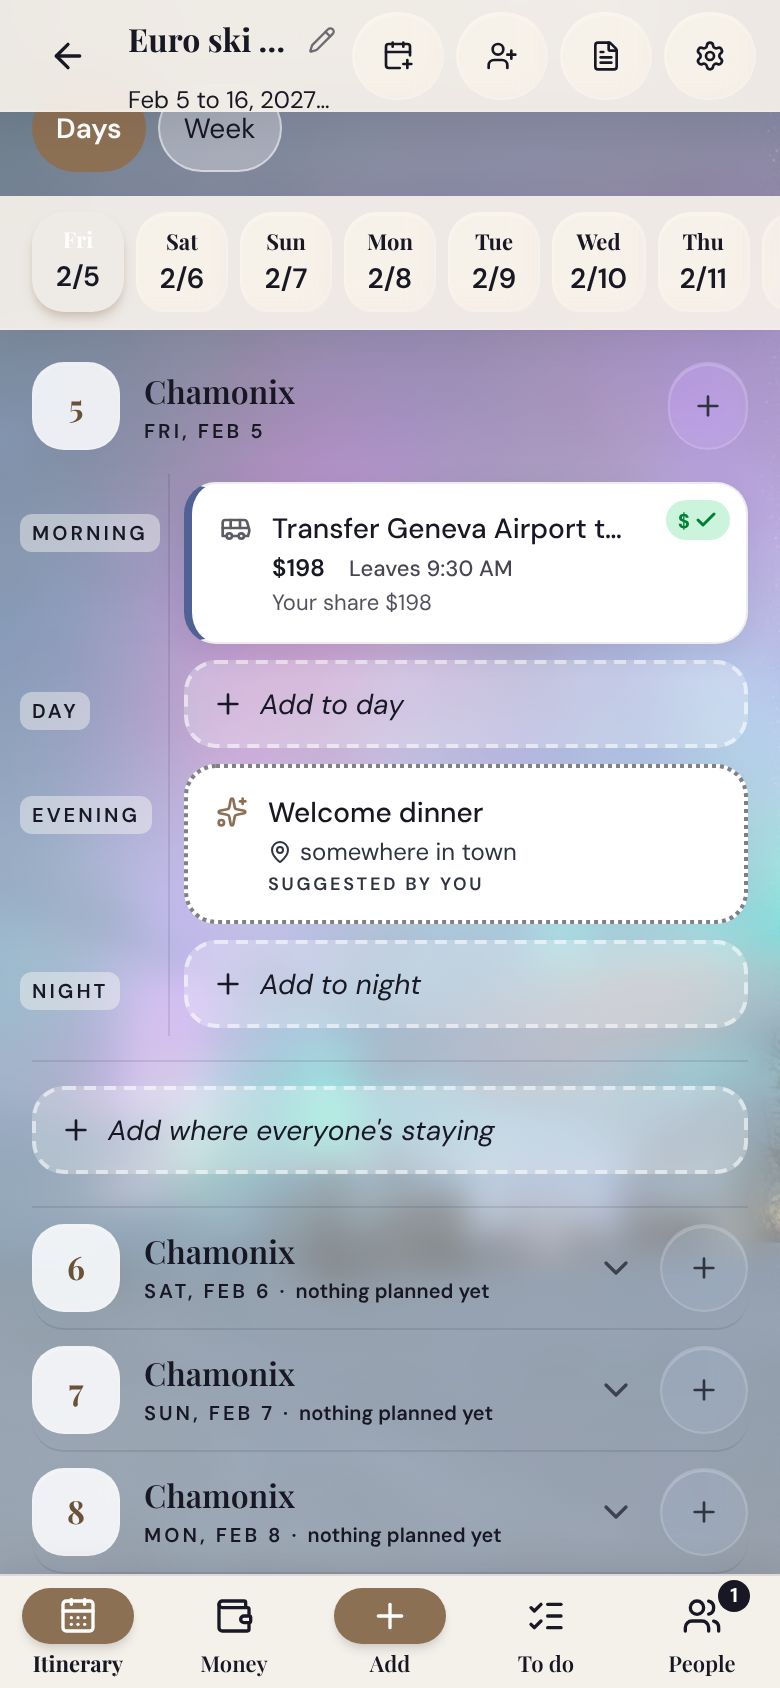 Euro ski ...
Feb 5 to 16, 2027...
Days
Week
Fri
2/5
Sat
2/6
Sun
2/7
Mon
2/8
Tue
2/9
Wed
2/10
Thu
2/11
5
Chamonix
FRI, FEB 5
MORNING
Transfer Geneva Airport t...
$
$198 Leaves 9:30 AM
Your share $198
DAY
Add to day
EVENING
Welcome dinner
somewhere in town
SUGGESTED BY YOU
NIGHT
Add to night
Add where everyone's staying
6
Chamonix
SAT, FEB 6 · nothing planned yet
7
Chamonix
SUN, FEB 7 · nothing planned yet
8
Chamonix
MON, FEB 8 · nothing planned yet
1
Itinerary
Money
Add
To do
People